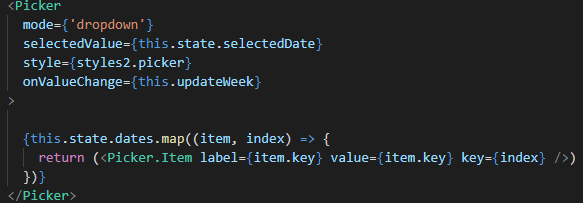 <Picker
mode={'dropdown'}
selectedValue={this.state.selectedDate}
style={styles2.picker}
onValueChange={this.updateWeek}
>
{this.state.dates.map((item, index) => {
return (<Picker.Item label={item.key} value={item.key} key={index} />)
})}
</Picker>